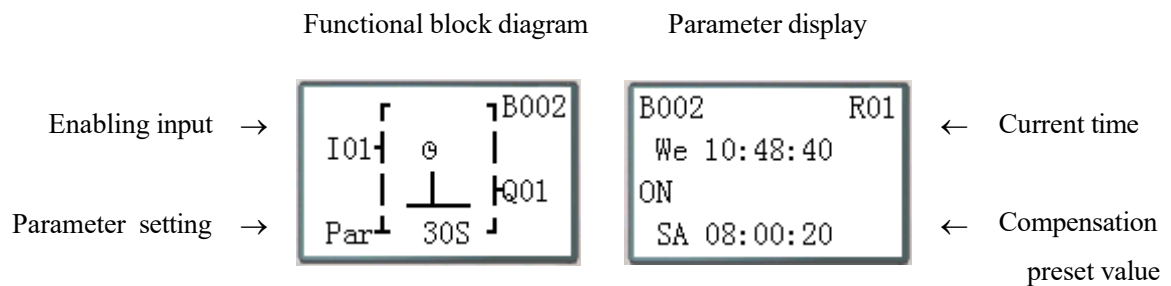 Functional block diagram Parameter display
Enabling input →
Parameter setting →
B002
I01
Q01
Par 30S
B002 R01
We 10:48:40
ON
SA 08:00:20
← Current time
← Compensation
preset value